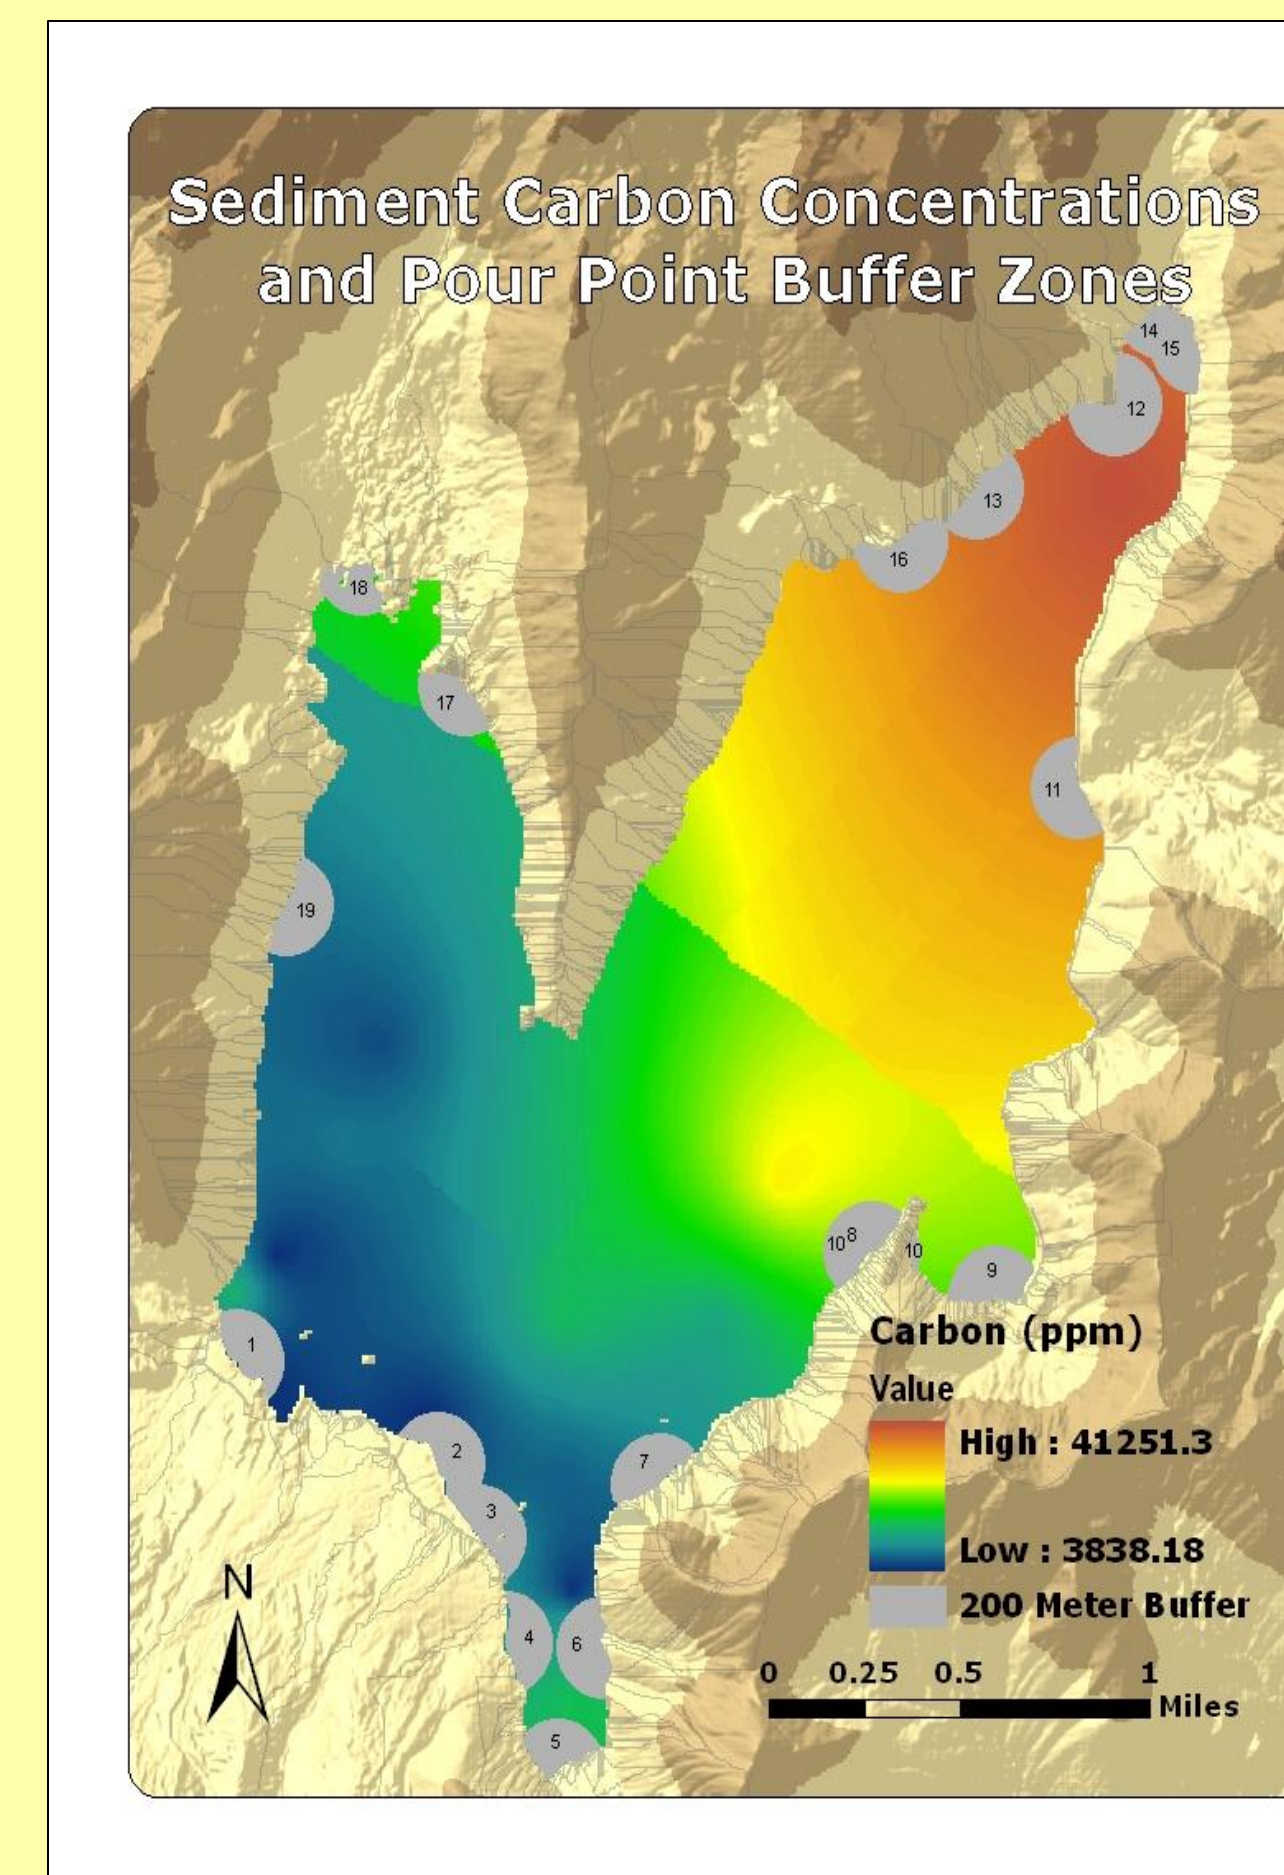 Sediment Carbon Concentrations
and Pour Point Buffer Zones
14
15
12
13
16
18
17
11
19
8
10
10
9
1
Carbon (ppm)
Value
High : 41251.3
2
7
3
Low : 3838.18
N
200 Meter Buffer
4
6
0 0.25 0.5 1
Miles
5